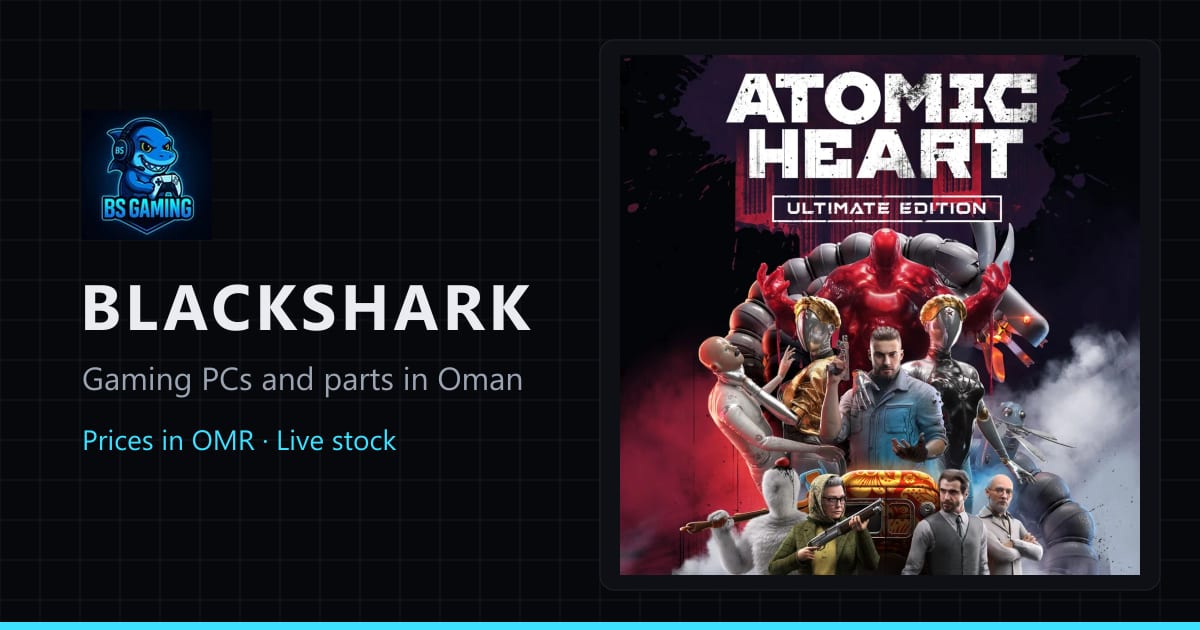 BS
BS GAMING
BLACKSHARK
Gaming PCs and parts in Oman
Prices in OMR · Live stock
ATOMIC
HEART
ULTIMATE EDITION